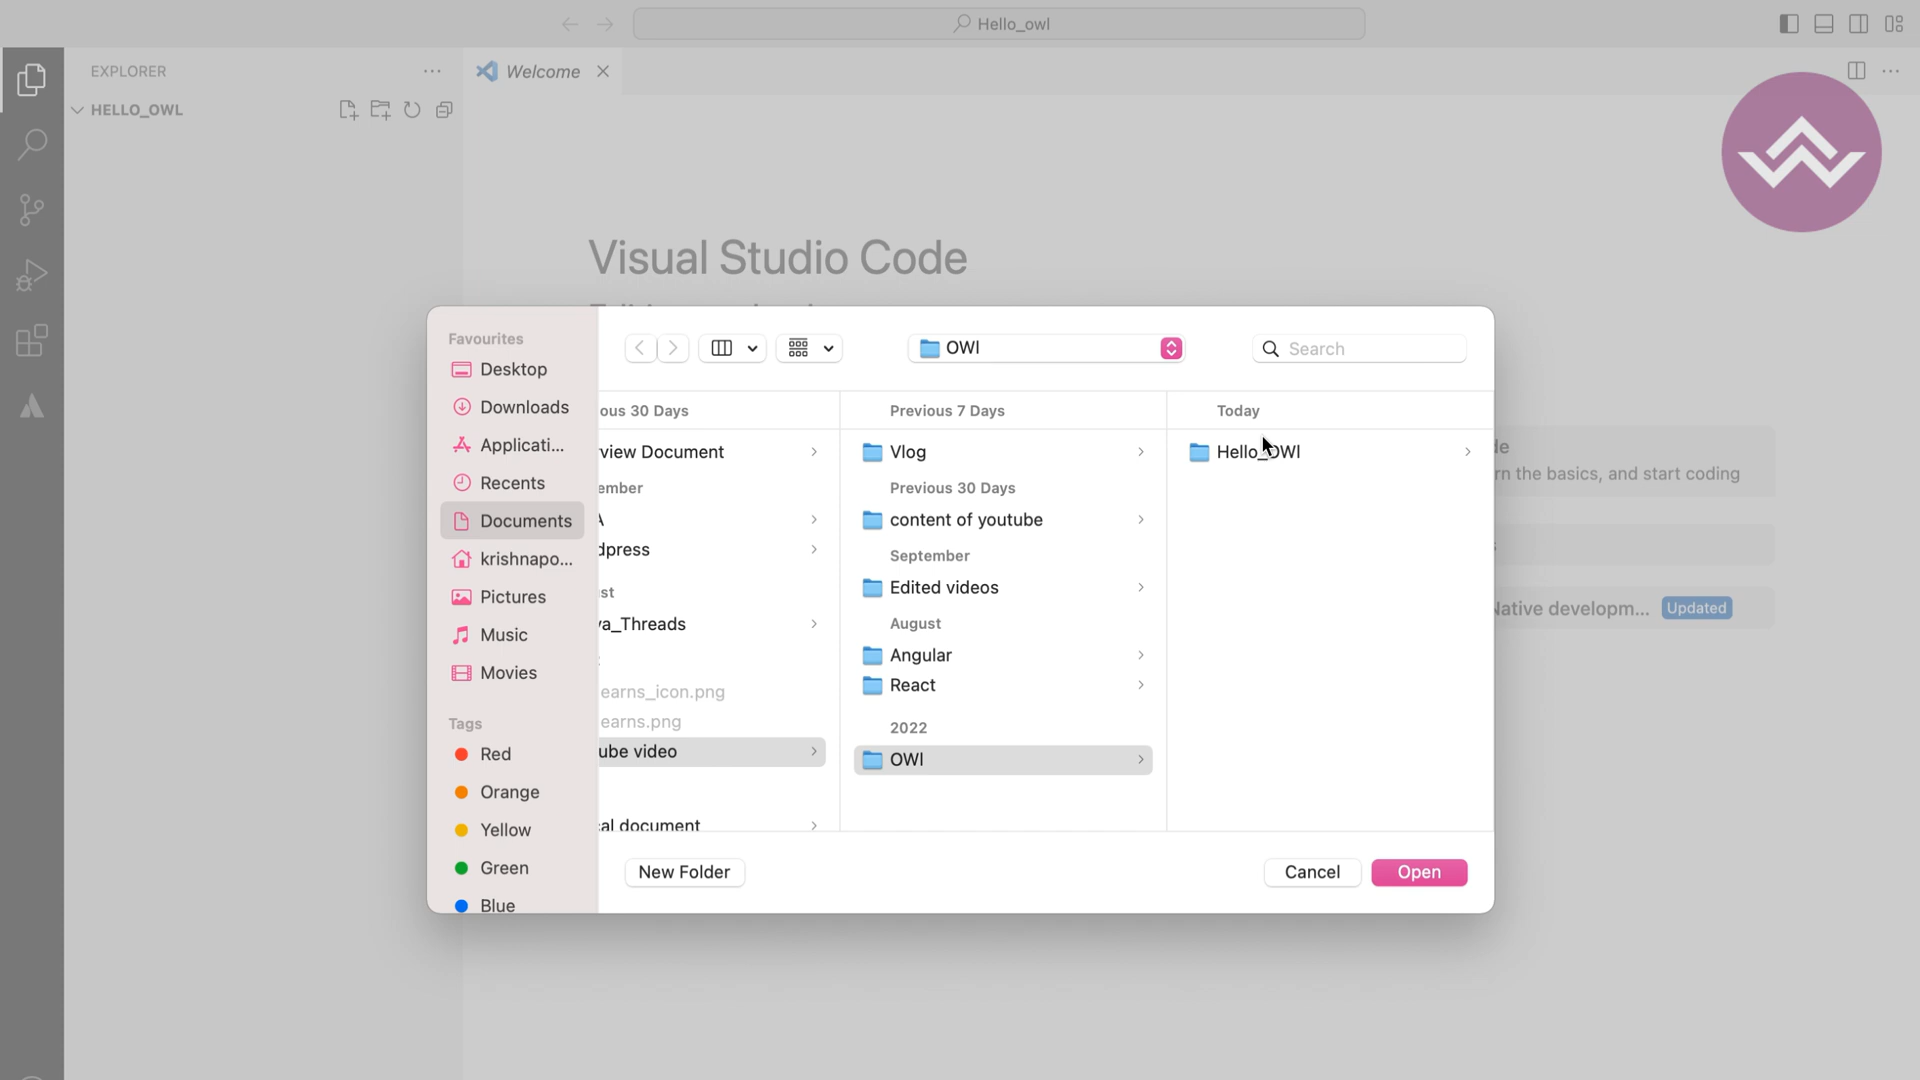 Hello_owl
EXPLORER
Welcome
HELLO_OWL
Visual Studio Code
Favourites
Desktop
Downloads
Applicati...
Recents
Documents
krishnapo...
Pictures
Music
Movies
Tags
Red
Orange
Yellow
Green
Blue
OWl
Search
ous 30 Days
view Document
ember
A
dpress
st
va_Threads
earns_icon.png
earns.png
ube video
al document
Previous 7 Days
Vlog
Previous 30 Days
content of youtube
September
Edited videos
August
Angular
React
2022
OWl
Today
Hello_OWl
New Folder
Cancel
Open
de
rn the basics, and start coding
s
Native developm...
Updated